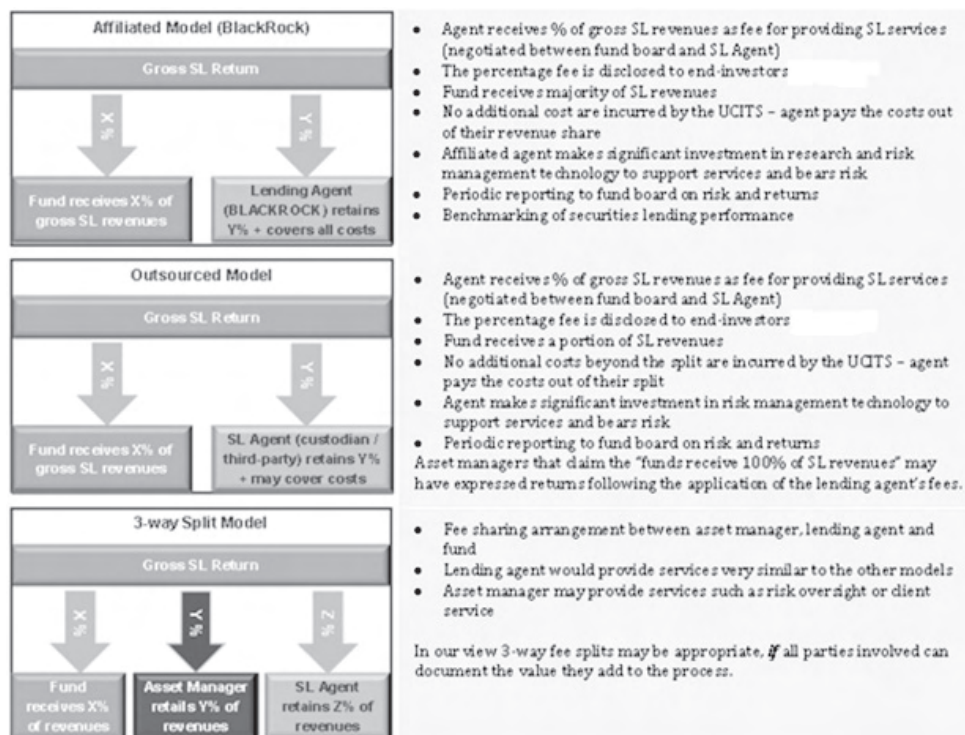 Affiliated Model (BlackRock)
Gross SL Return
X%
Y%
Fund receives X% of
gross SL revenues
Lending Agent
(BLACKROCK) retains
Y% + covers all costs
• Agent receives % of gross SL revenues as fee for providing SL services
(negotiated between fund board and SL Agent)
• The percentage fee is disclosed to end-investors
• Fund receives majority of SL revenues
• No additional cost are incurred by the UCITS – agent pays the costs out
of their revenue share
• Affiliated agent makes significant investment in research and risk
management technology to support services and bears risk
• Periodic reporting to fund board on risk and returns
• Benchmarking of securities lending performance
Outsourced Model
Gross SL Return
X%
Y%
Fund receives X% of
gross SL revenues
SL Agent (custodian /
third-party) retains Y%
+ may cover costs
• Agent receives % of gross SL revenues as fee for providing SL services
(negotiated between fund board and SL Agent)
• The percentage fee is disclosed to end-investors
• Fund receives a portion of SL revenues
• No additional costs beyond the split are incurred by the UCITS – agent
pays the costs out of their split
• Agent makes significant investment in risk management technology to
support services and bears risk
• Periodic reporting to fund board on risk and returns
Asset managers that claim the "funds receive 100% of SL revenues" may
have expressed returns following the application of the lending agent's fees.
3-way Split Model
Gross SL Return
X%
Y%
Z%
Fund
receives X%
of revenues
Asset Manager
retails Y% of
revenues
SL Agent
retains Z% of
revenues
• Fee sharing arrangement between asset manager, lending agent and
fund
• Lending agent would provide services very similar to the other models
• Asset manager may provide services such as risk oversight or client
service
In our view 3-way fee splits may be appropriate, if all parties involved can
document the value they add to the process.